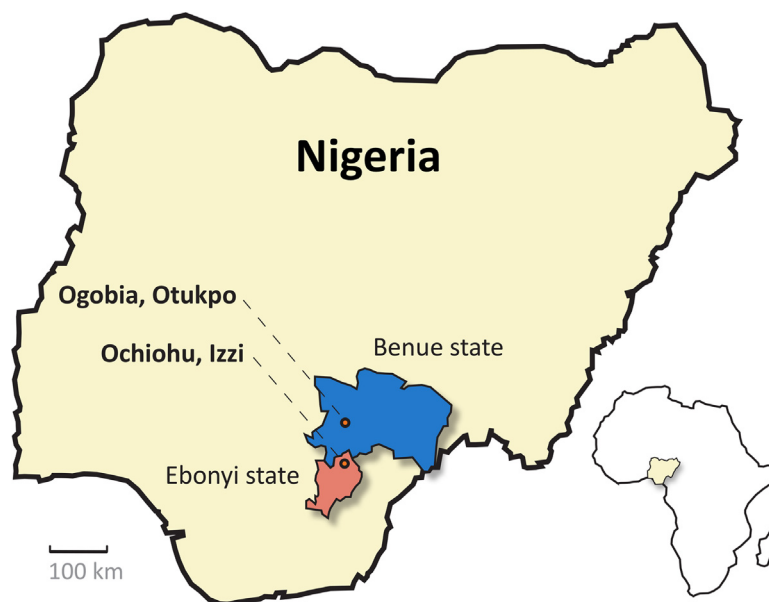 Nigeria
Ogobia, Otukpo
Benue state
Ochiohu, Izzi
Ebonyi state
100 km